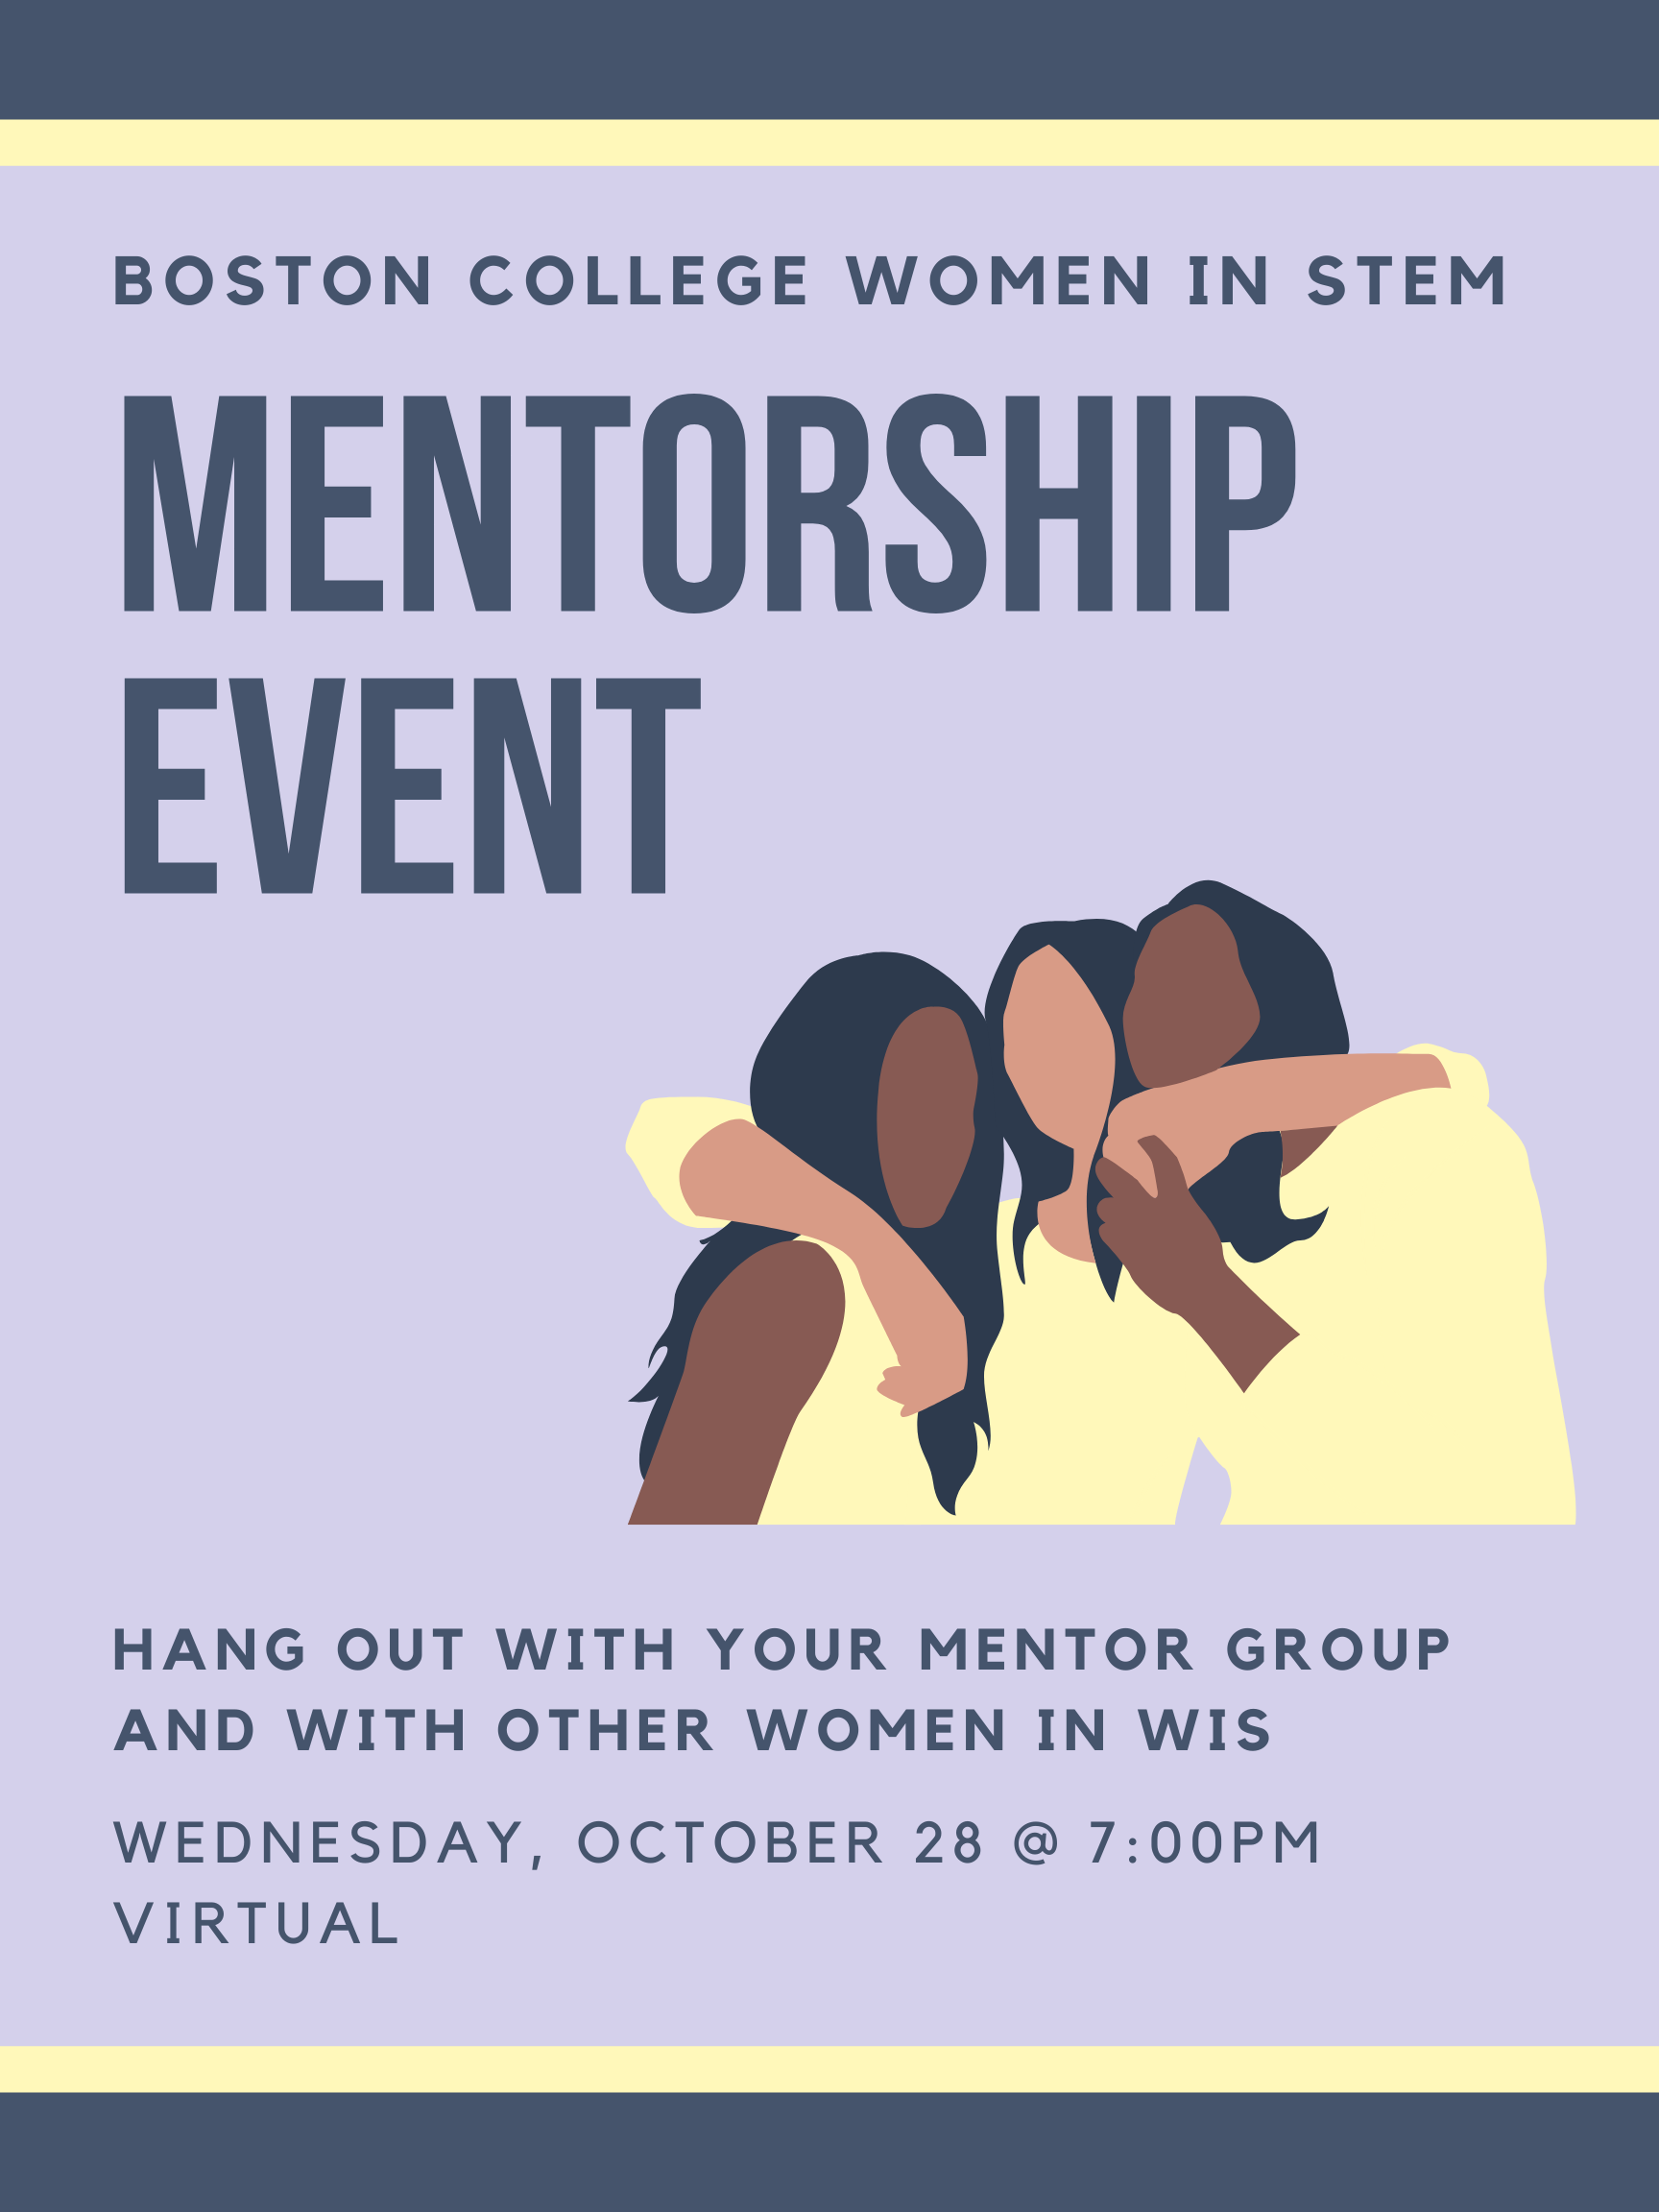 BOSTON COLLEGE WOMEN IN STEM
MENTORSHIP
EVENT
HANG OUT WITH YOUR MENTOR GROUP
AND WITH OTHER WOMEN IN WIS
WEDNESDAY, OCTOBER 28 @ 7:00PM
VIRTUAL